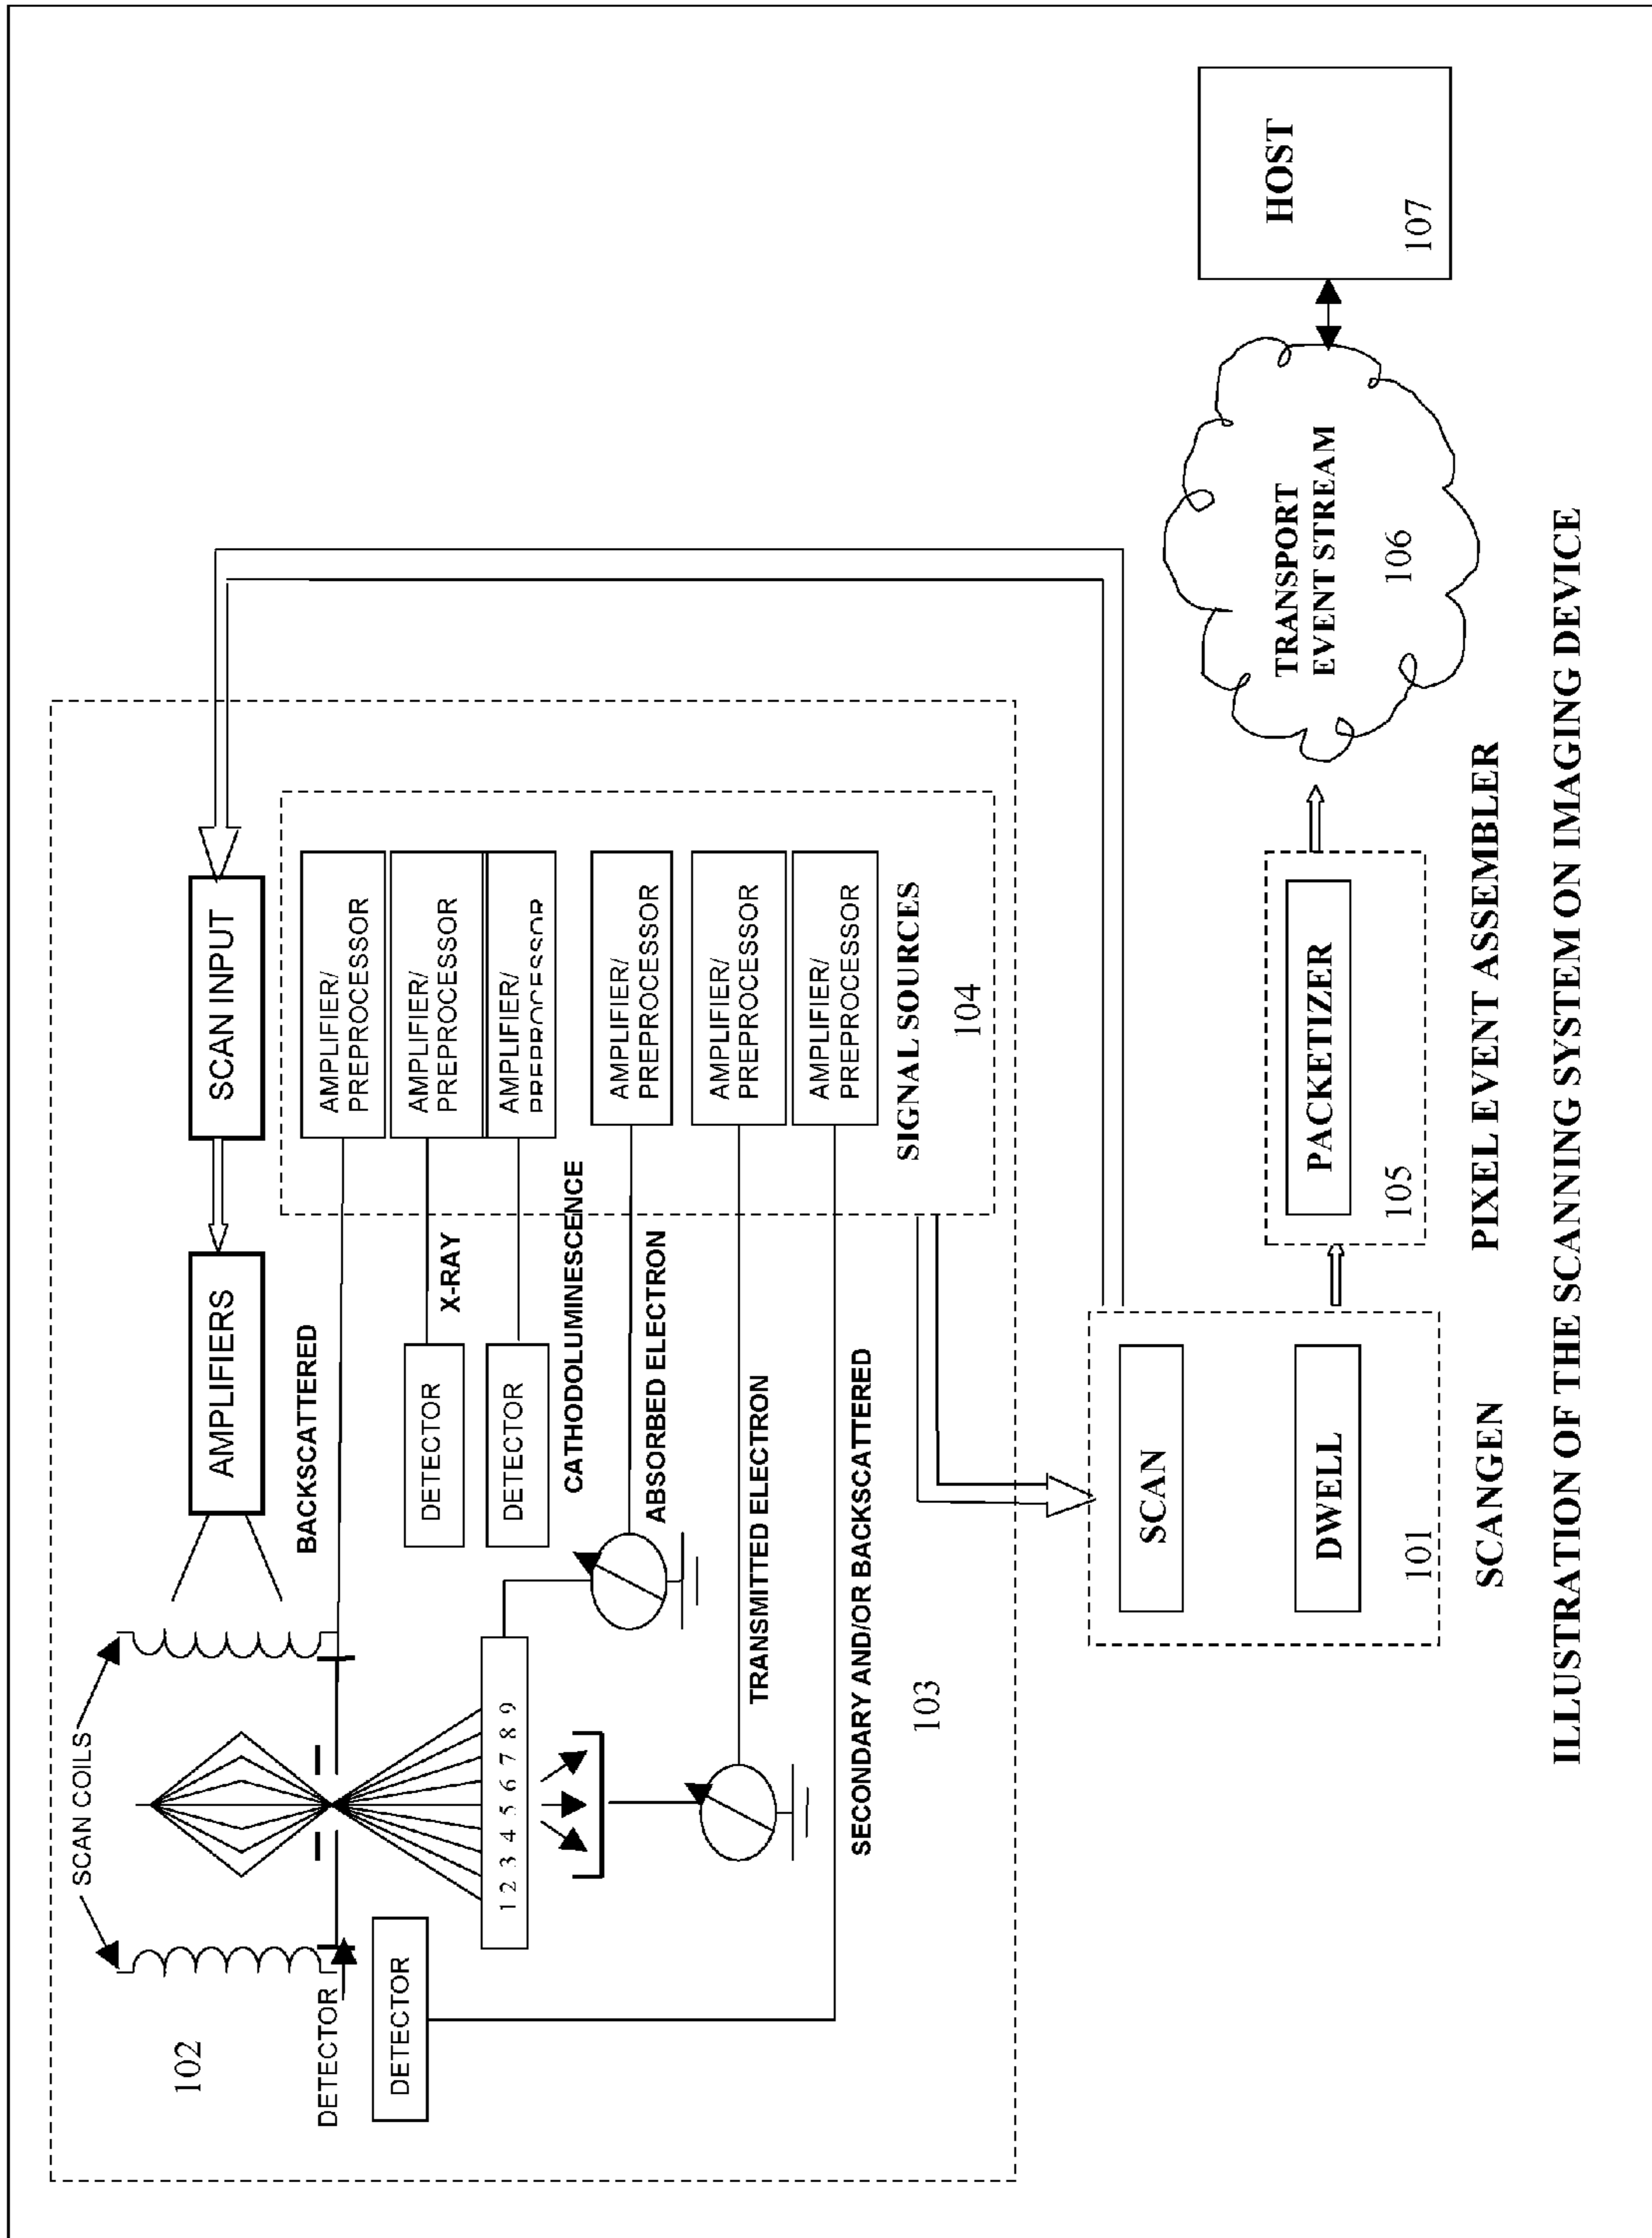 SCAN COILS
102
AMPLIFIERS
SCAN INPUT
DETECTOR
BACKSCATTERED
AMPLIFIER/
PREPROCESSOR
DETECTOR
DETECTOR
X-RAY
AMPLIFIER/
PREPROCESSOR
DETECTOR
CATHODOLUMINESCENCE
AMPLIFIER/
PREPROCESSOR
1 2 3 4 5 6 7 8 9
ABSORBED ELECTRON
AMPLIFIER/
PREPROCESSOR
TRANSMITTED ELECTRON
AMPLIFIER/
PREPROCESSOR
SECONDARY AND/OR BACKSCATTERED
AMPLIFIER/
PREPROCESSOR
SIGNAL SOURCES
104
103
SCAN
DWELL
101
SCANGEN
PACKETIZER
105
PIXEL EVENT ASSEMBLER
TRANSPORT
EVENT STREAM
106
HOST
107
ILLUSTRATION OF THE SCANNING SYSTEM ON IMAGING DEVICE